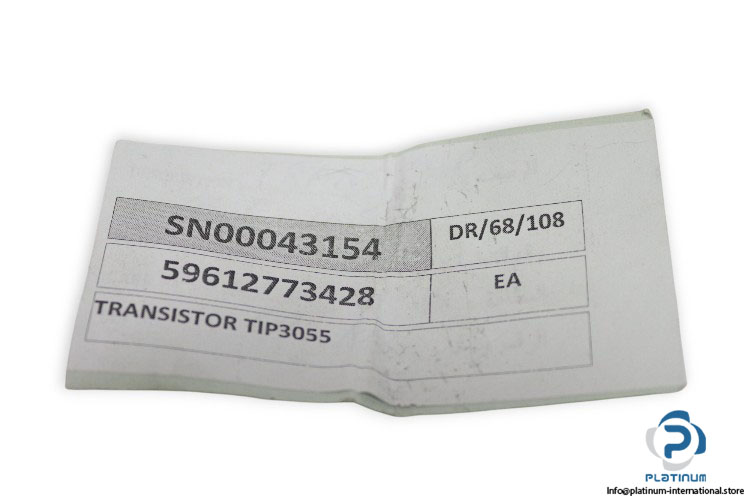 SN00043154
DR/68/108
59612773428
EA
TRANSISTOR TIP3055
PLATINUM
Info@platinum-international.store